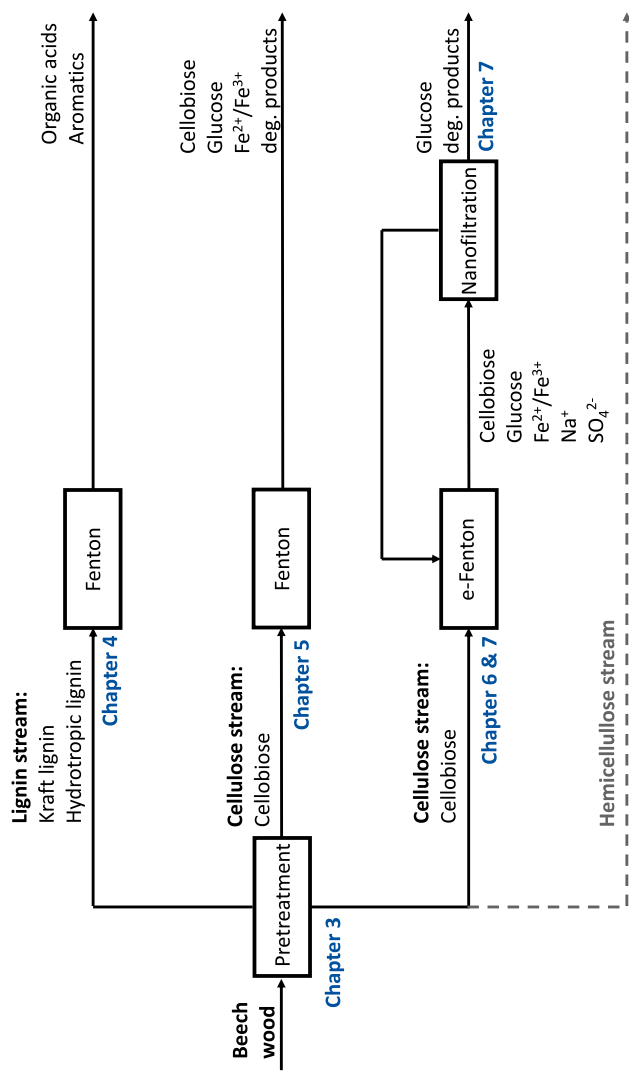 Beech
wood
Pretreatment
Chapter 3
Lignin stream:
Kraft lignin
Hydrotropic lignin
Chapter 4
Fenton
Organic acids
Aromatics
Cellulose stream:
Cellobiose
Chapter 5
Fenton
Cellobiose
Glucose
Fe²⁺/Fe³⁺
deg. products
Cellulose stream:
Cellobiose
Chapter 6 & 7
e-Fenton
Cellobiose
Glucose
Fe²⁺/Fe³⁺
Na⁺
SO₄²⁻
Nanofiltration
Glucose
deg. products
Chapter 7
Hemicellullose stream